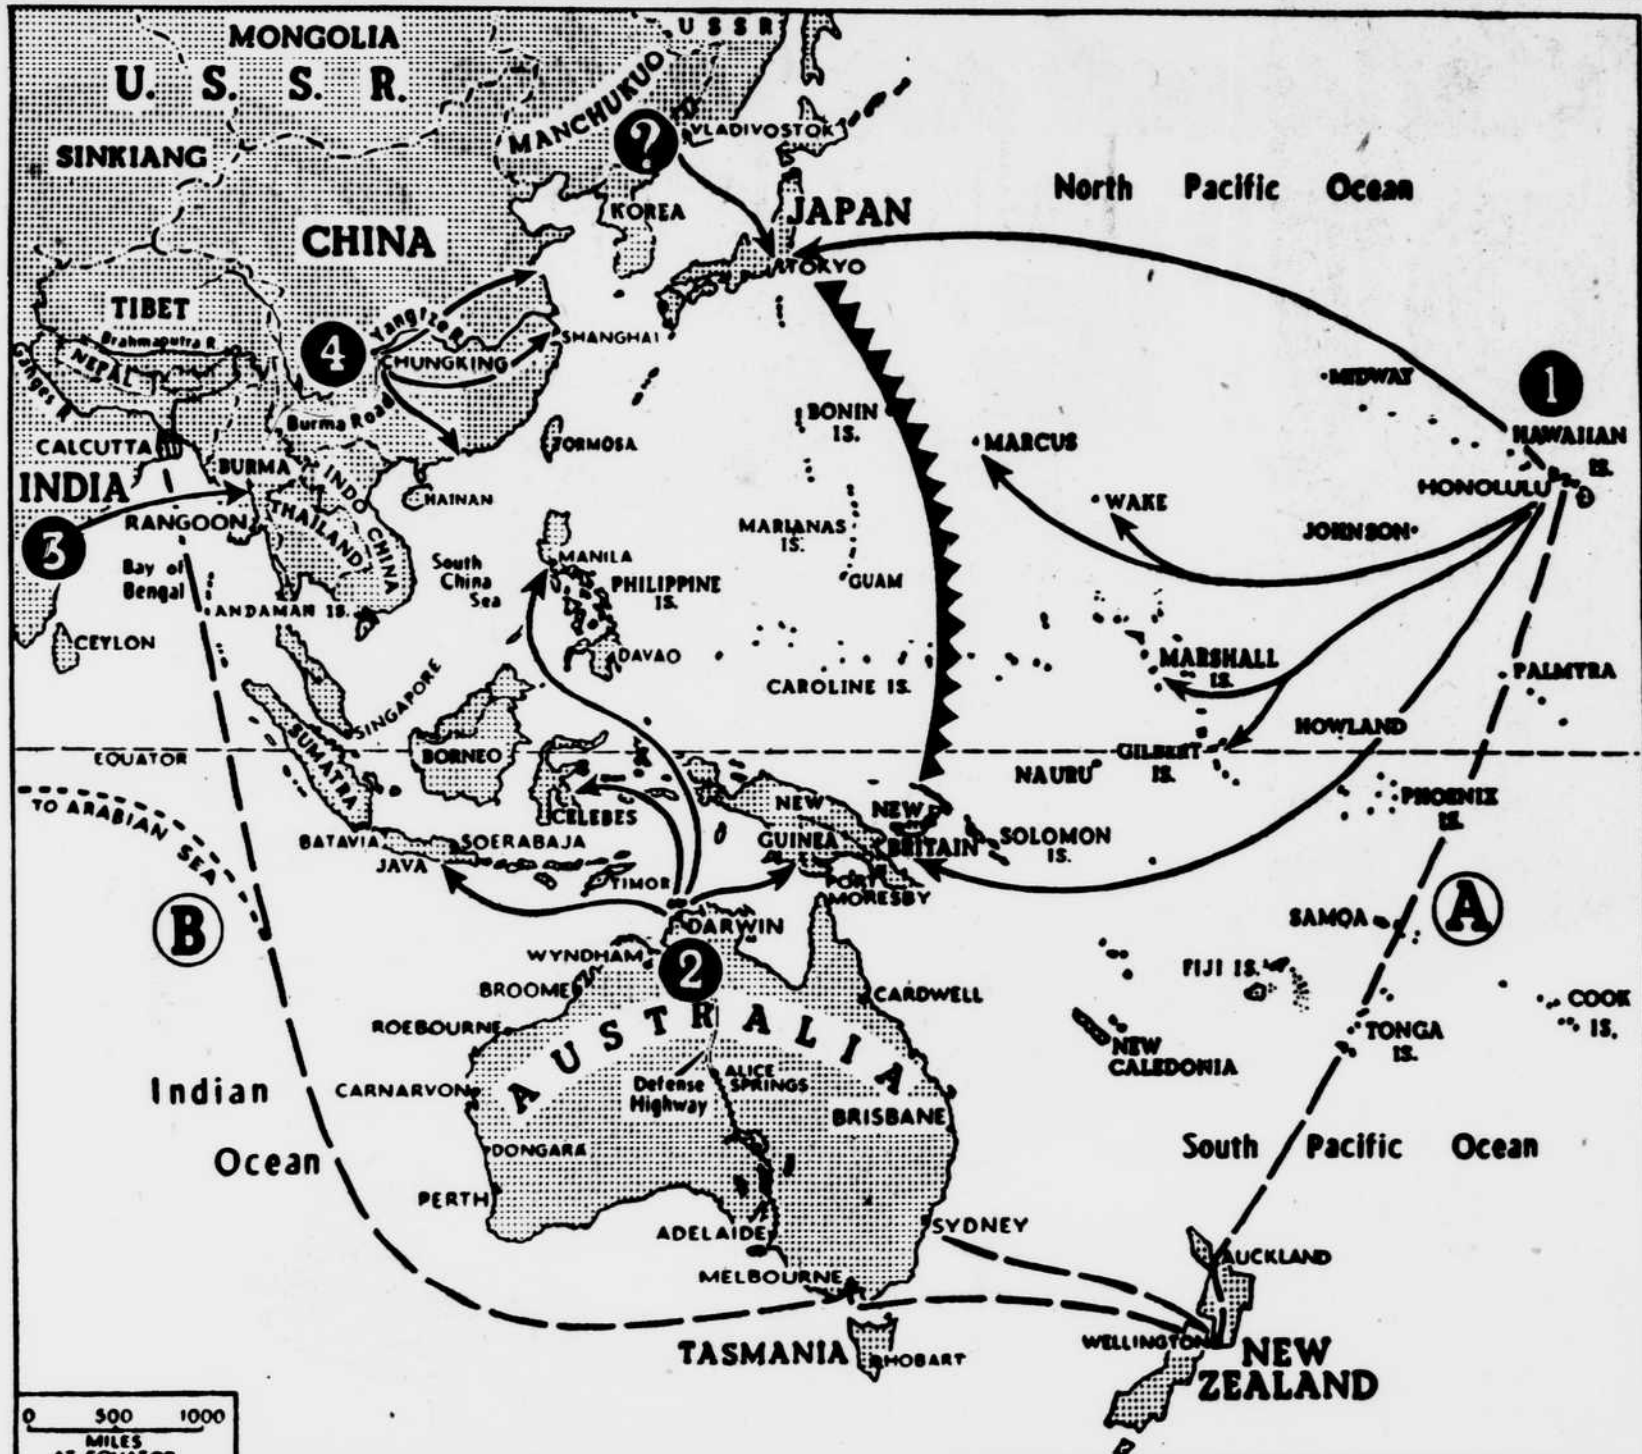 MONGOLIA
U. S. S. R.
U S S R
MANCHUKUO
?
VLADIVOSTOK
SINKIANG
North Pacific Ocean
KOREA
JAPAN
CHINA
TOKYO
TIBET
Brahmaputra R.
NEPAL
Ganges R.
4
Yangtze R.
CHUNGKING
SHANGHAI
Burma Road
MIDWAY
1
BONIN
IS.
MARCUS
HAWAIIAN
IS.
CALCUTTA
FORMOSA
BURMA
INDIA
INDO CHINA
HAINAN
HONOLULU
THAILAND
RANGOON
WAKE
MARIANAS
IS.
JOHNSON
3
Bay of
Bengal
South
China
Sea
MANILA
PHILIPPINE
IS.
GUAM
ANDAMAN IS.
CEYLON
DAVAO
MARSHALL
IS.
PALMYRA
CAROLINE IS.
SINGAPORE
HOWLAND
SUMATRA
BORNEO
EQUATOR
GILBERT
IS.
NAURU
TO ARABIAN SEA
CELEBES
NEW
GUINEA
NEW
BRITAIN
SOLOMON
IS.
PHOENIX
IS.
BATAVIA
JAVA
SOERABAJA
TIMOR
PORT
MORESBY
B
A
SAMOA
DARWIN
WYNDHAM
2
BROOME
CARDWELL
FIJI IS.
COOK
IS.
ROEBOURNE
AUSTRALIA
TONGA
IS.
NEW
CALEDONIA
Indian
Ocean
CARNARVON
Defense
Highway
ALICE
SPRINGS
BRISBANE
DONGARA
South Pacific Ocean
PERTH
ADELAIDE
SYDNEY
AUCKLAND
MELBOURNE
TASMANIA
HOBART
WELLINGTON
NEW
ZEALAND
0 500 1000
MILES
AT EQUATOR